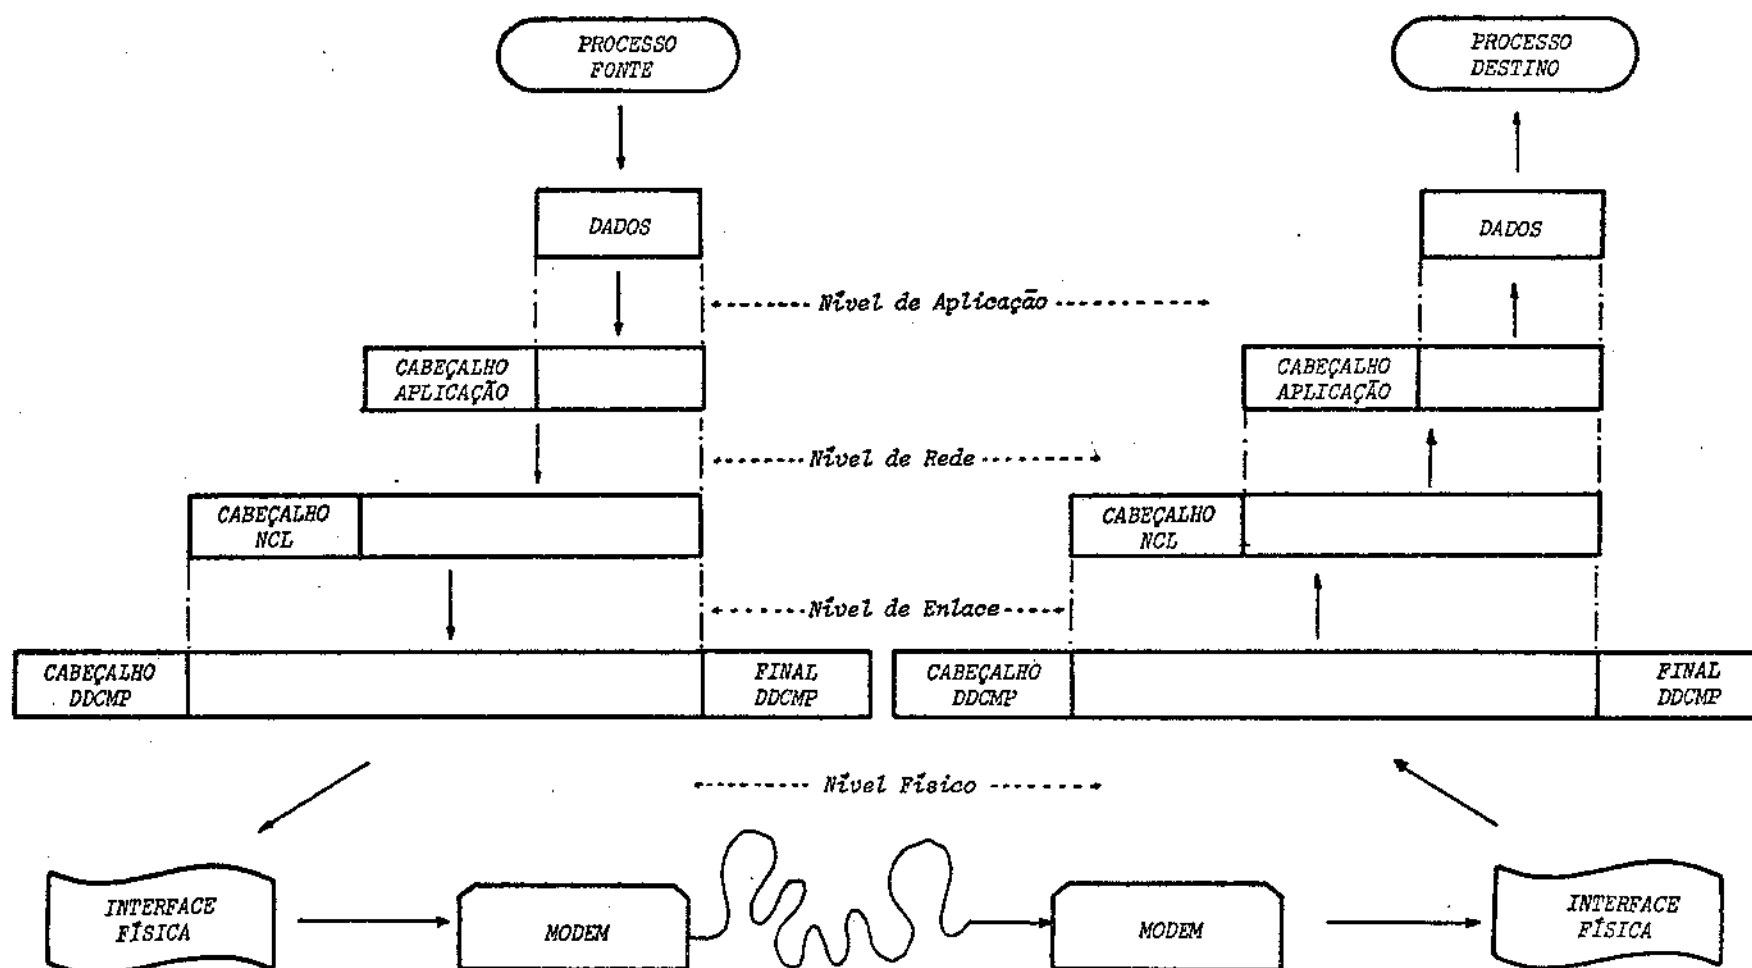 PROCESSO
FONTE
PROCESSO
DESTINO
DADOS
DADOS
Nível de Aplicação
CABEÇALHO
APLICAÇÃO
CABEÇALHO
APLICAÇÃO
Nível de Rede
CABEÇALHO
NCL
CABEÇALHO
NCL
Nível de Enlace
CABEÇALHO
DDCMP
FINAL
DDCMP
CABEÇALHO
DDCMP
FINAL
DDCMP
Nível Físico
INTERFACE
FÍSICA
MODEM
MODEM
INTERFACE
FÍSICA